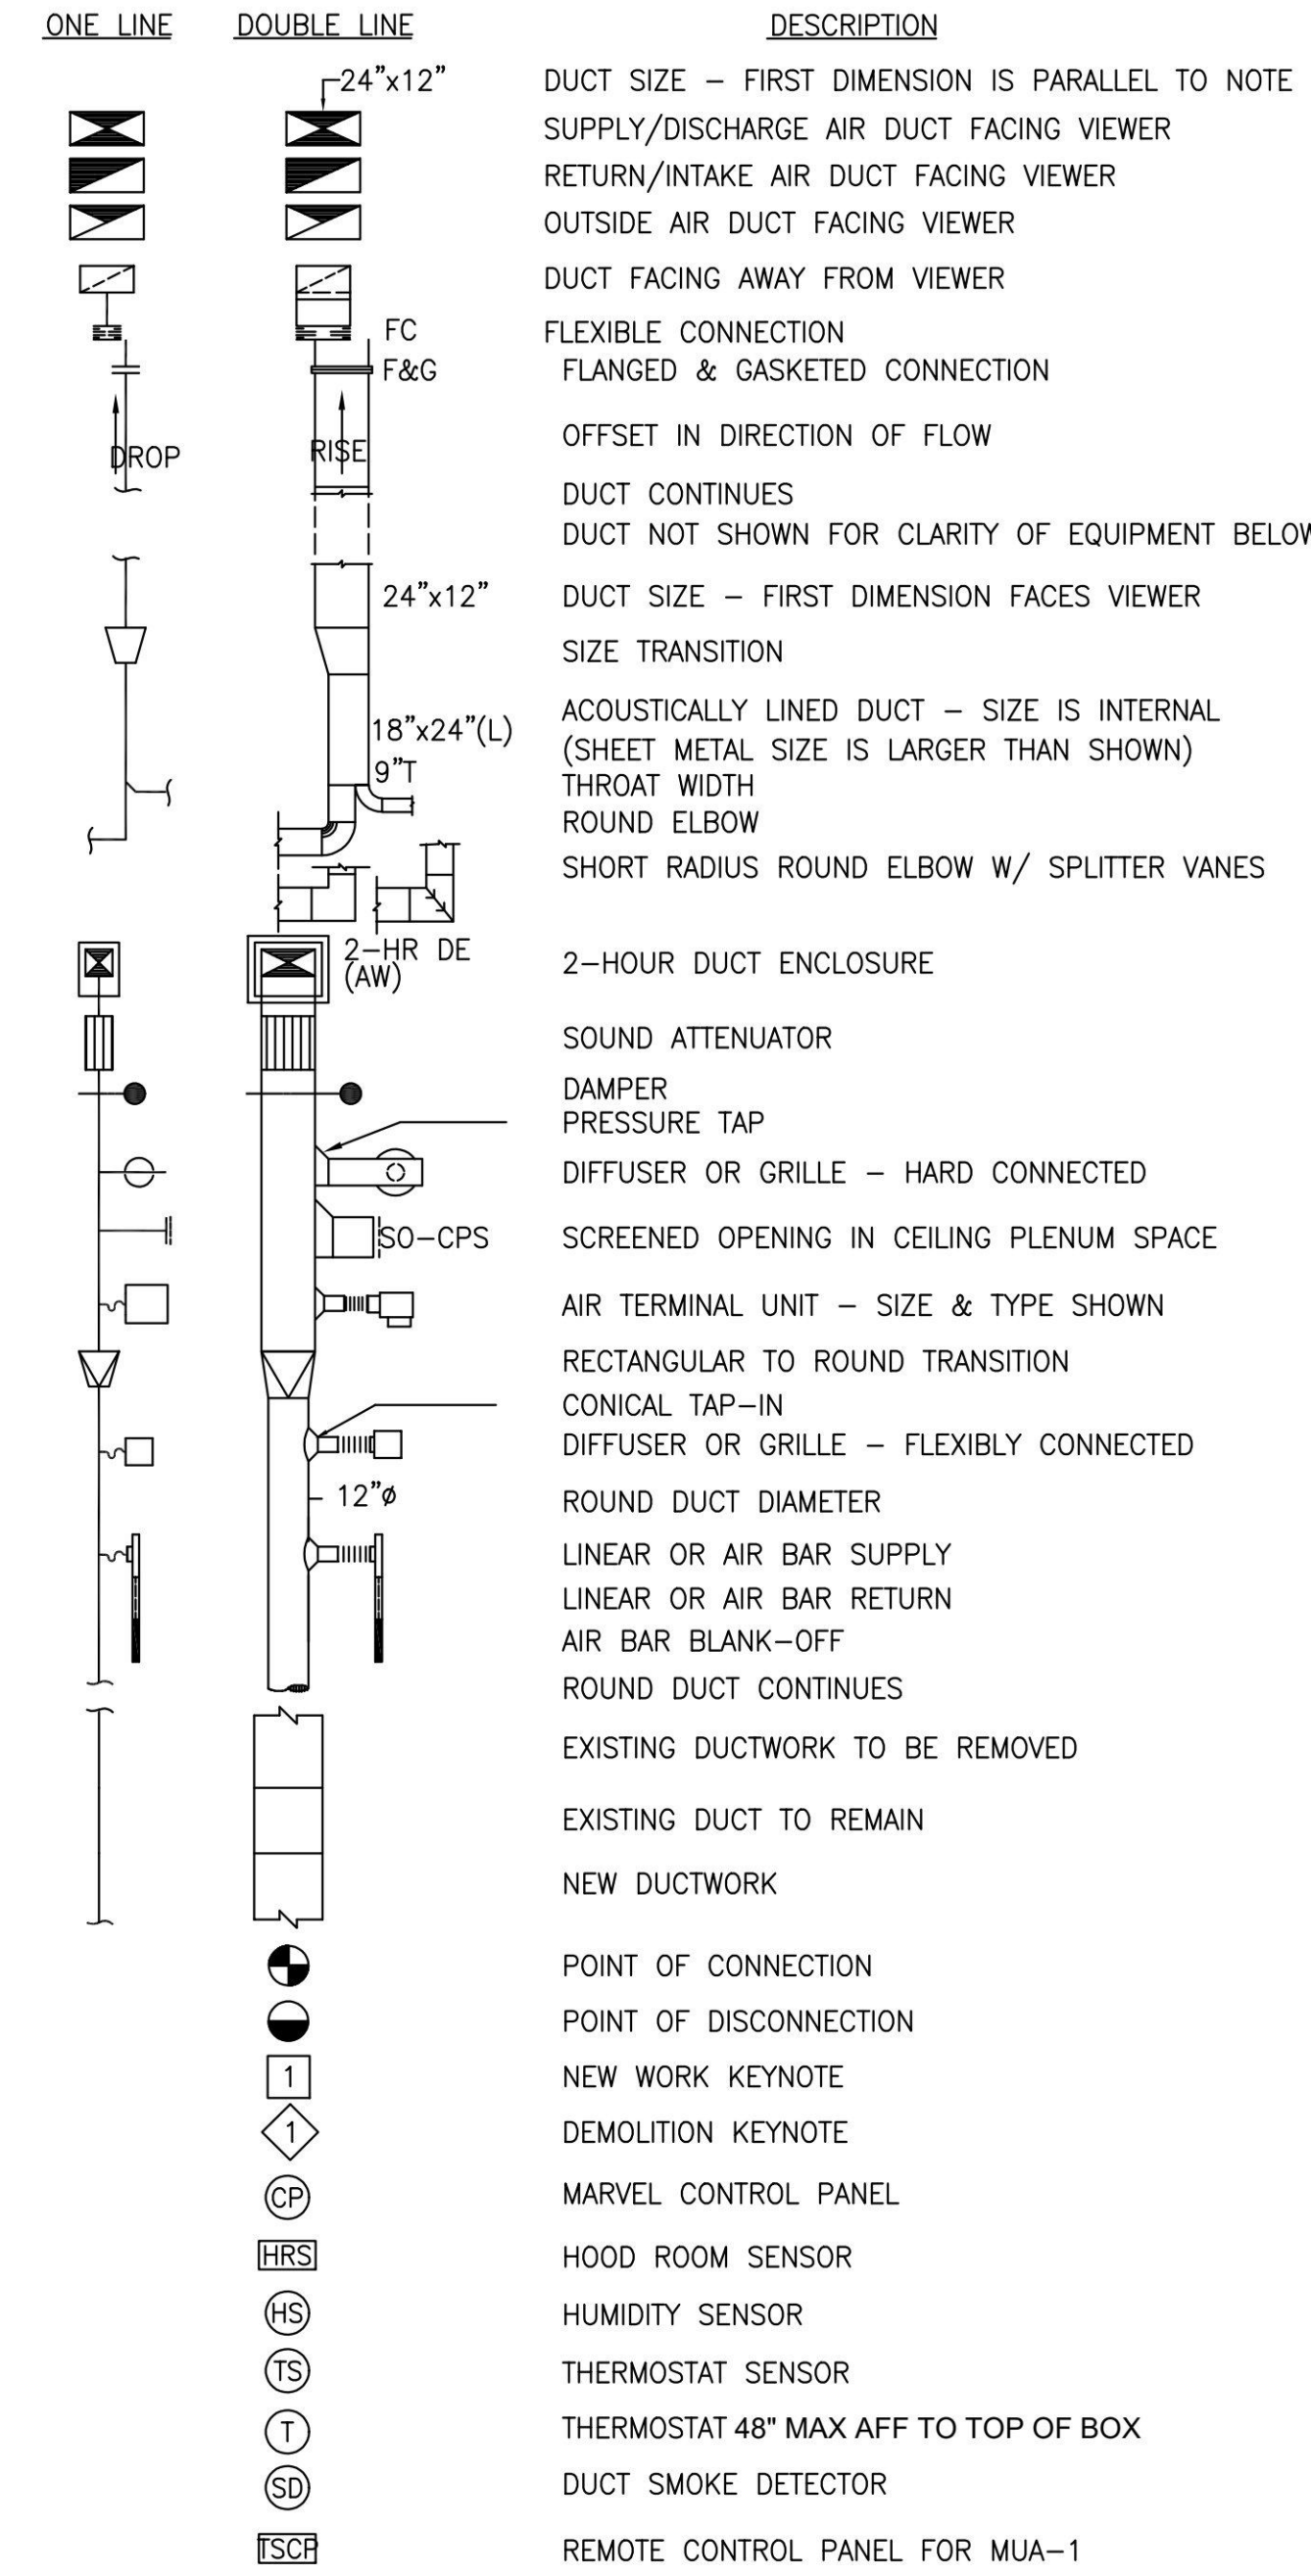 ONE LINE DOUBLE LINE DESCRIPTION
24"x12" DUCT SIZE – FIRST DIMENSION IS PARALLEL TO NOTE
SUPPLY/DISCHARGE AIR DUCT FACING VIEWER
RETURN/INTAKE AIR DUCT FACING VIEWER
OUTSIDE AIR DUCT FACING VIEWER
DUCT FACING AWAY FROM VIEWER
FC FLEXIBLE CONNECTION
F&G FLANGED & GASKETED CONNECTION
DROP RISE OFFSET IN DIRECTION OF FLOW
DUCT CONTINUES
DUCT NOT SHOWN FOR CLARITY OF EQUIPMENT BELOW
24"x12" DUCT SIZE – FIRST DIMENSION FACES VIEWER
SIZE TRANSITION
18"x24"(L) ACOUSTICALLY LINED DUCT – SIZE IS INTERNAL
(SHEET METAL SIZE IS LARGER THAN SHOWN)
9"T THROAT WIDTH
ROUND ELBOW
SHORT RADIUS ROUND ELBOW W/ SPLITTER VANES
2-HR DE 2-HOUR DUCT ENCLOSURE
(AW)
SOUND ATTENUATOR
DAMPER
PRESSURE TAP
DIFFUSER OR GRILLE – HARD CONNECTED
SO-CPS SCREENED OPENING IN CEILING PLENUM SPACE
AIR TERMINAL UNIT – SIZE & TYPE SHOWN
RECTANGULAR TO ROUND TRANSITION
CONICAL TAP-IN
DIFFUSER OR GRILLE – FLEXIBLY CONNECTED
12"ø ROUND DUCT DIAMETER
LINEAR OR AIR BAR SUPPLY
LINEAR OR AIR BAR RETURN
AIR BAR BLANK-OFF
ROUND DUCT CONTINUES
EXISTING DUCTWORK TO BE REMOVED
EXISTING DUCT TO REMAIN
NEW DUCTWORK
POINT OF CONNECTION
POINT OF DISCONNECTION
1 NEW WORK KEYNOTE
1 DEMOLITION KEYNOTE
CP MARVEL CONTROL PANEL
HRS HOOD ROOM SENSOR
HS HUMIDITY SENSOR
TS THERMOSTAT SENSOR
T THERMOSTAT 48" MAX AFF TO TOP OF BOX
SD DUCT SMOKE DETECTOR
TSCP REMOTE CONTROL PANEL FOR MUA-1